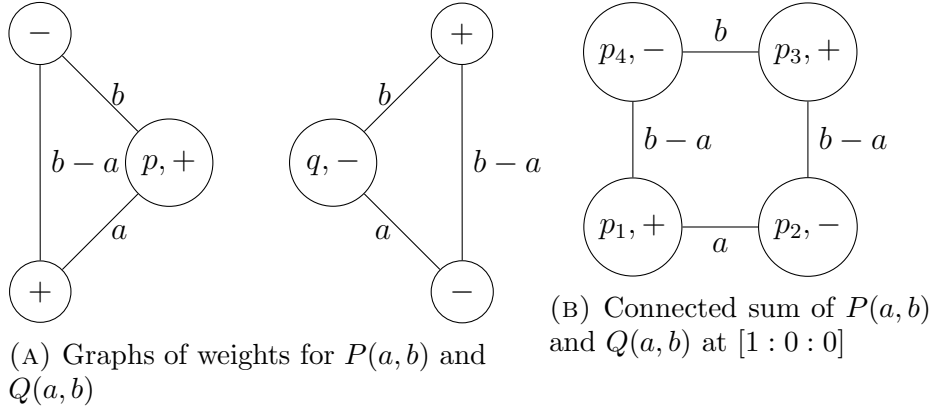 −
b
b − a
p, +
a
+
+
b
q, −
b − a
a
−
p₄, −
b
p₃, +
b − a
b − a
p₁, +
a
p₂, −
(A) Graphs of weights for P(a, b) and
Q(a, b)
(B) Connected sum of P(a, b)
and Q(a, b) at [1 : 0 : 0]